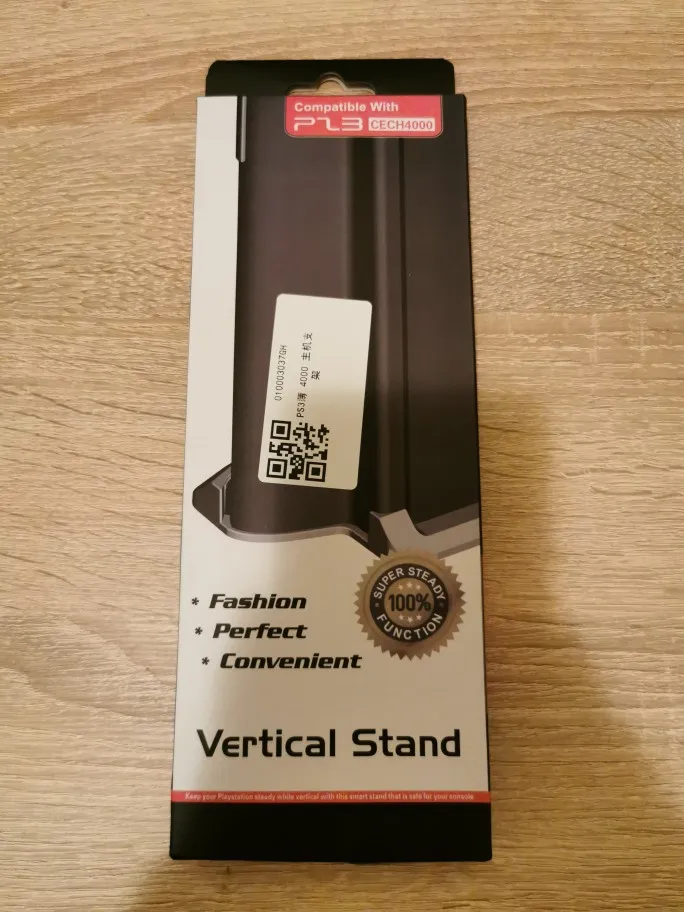 Compatible With
PS3 CECH4000
010003037GH
PS3薄 4000 主机支
架
SUPER STEADY
100%
FUNCTION
* Fashion
* Perfect
* Convenient
Vertical Stand
Keep your Playstation steady while vertical with this smart stand that is safe for your console